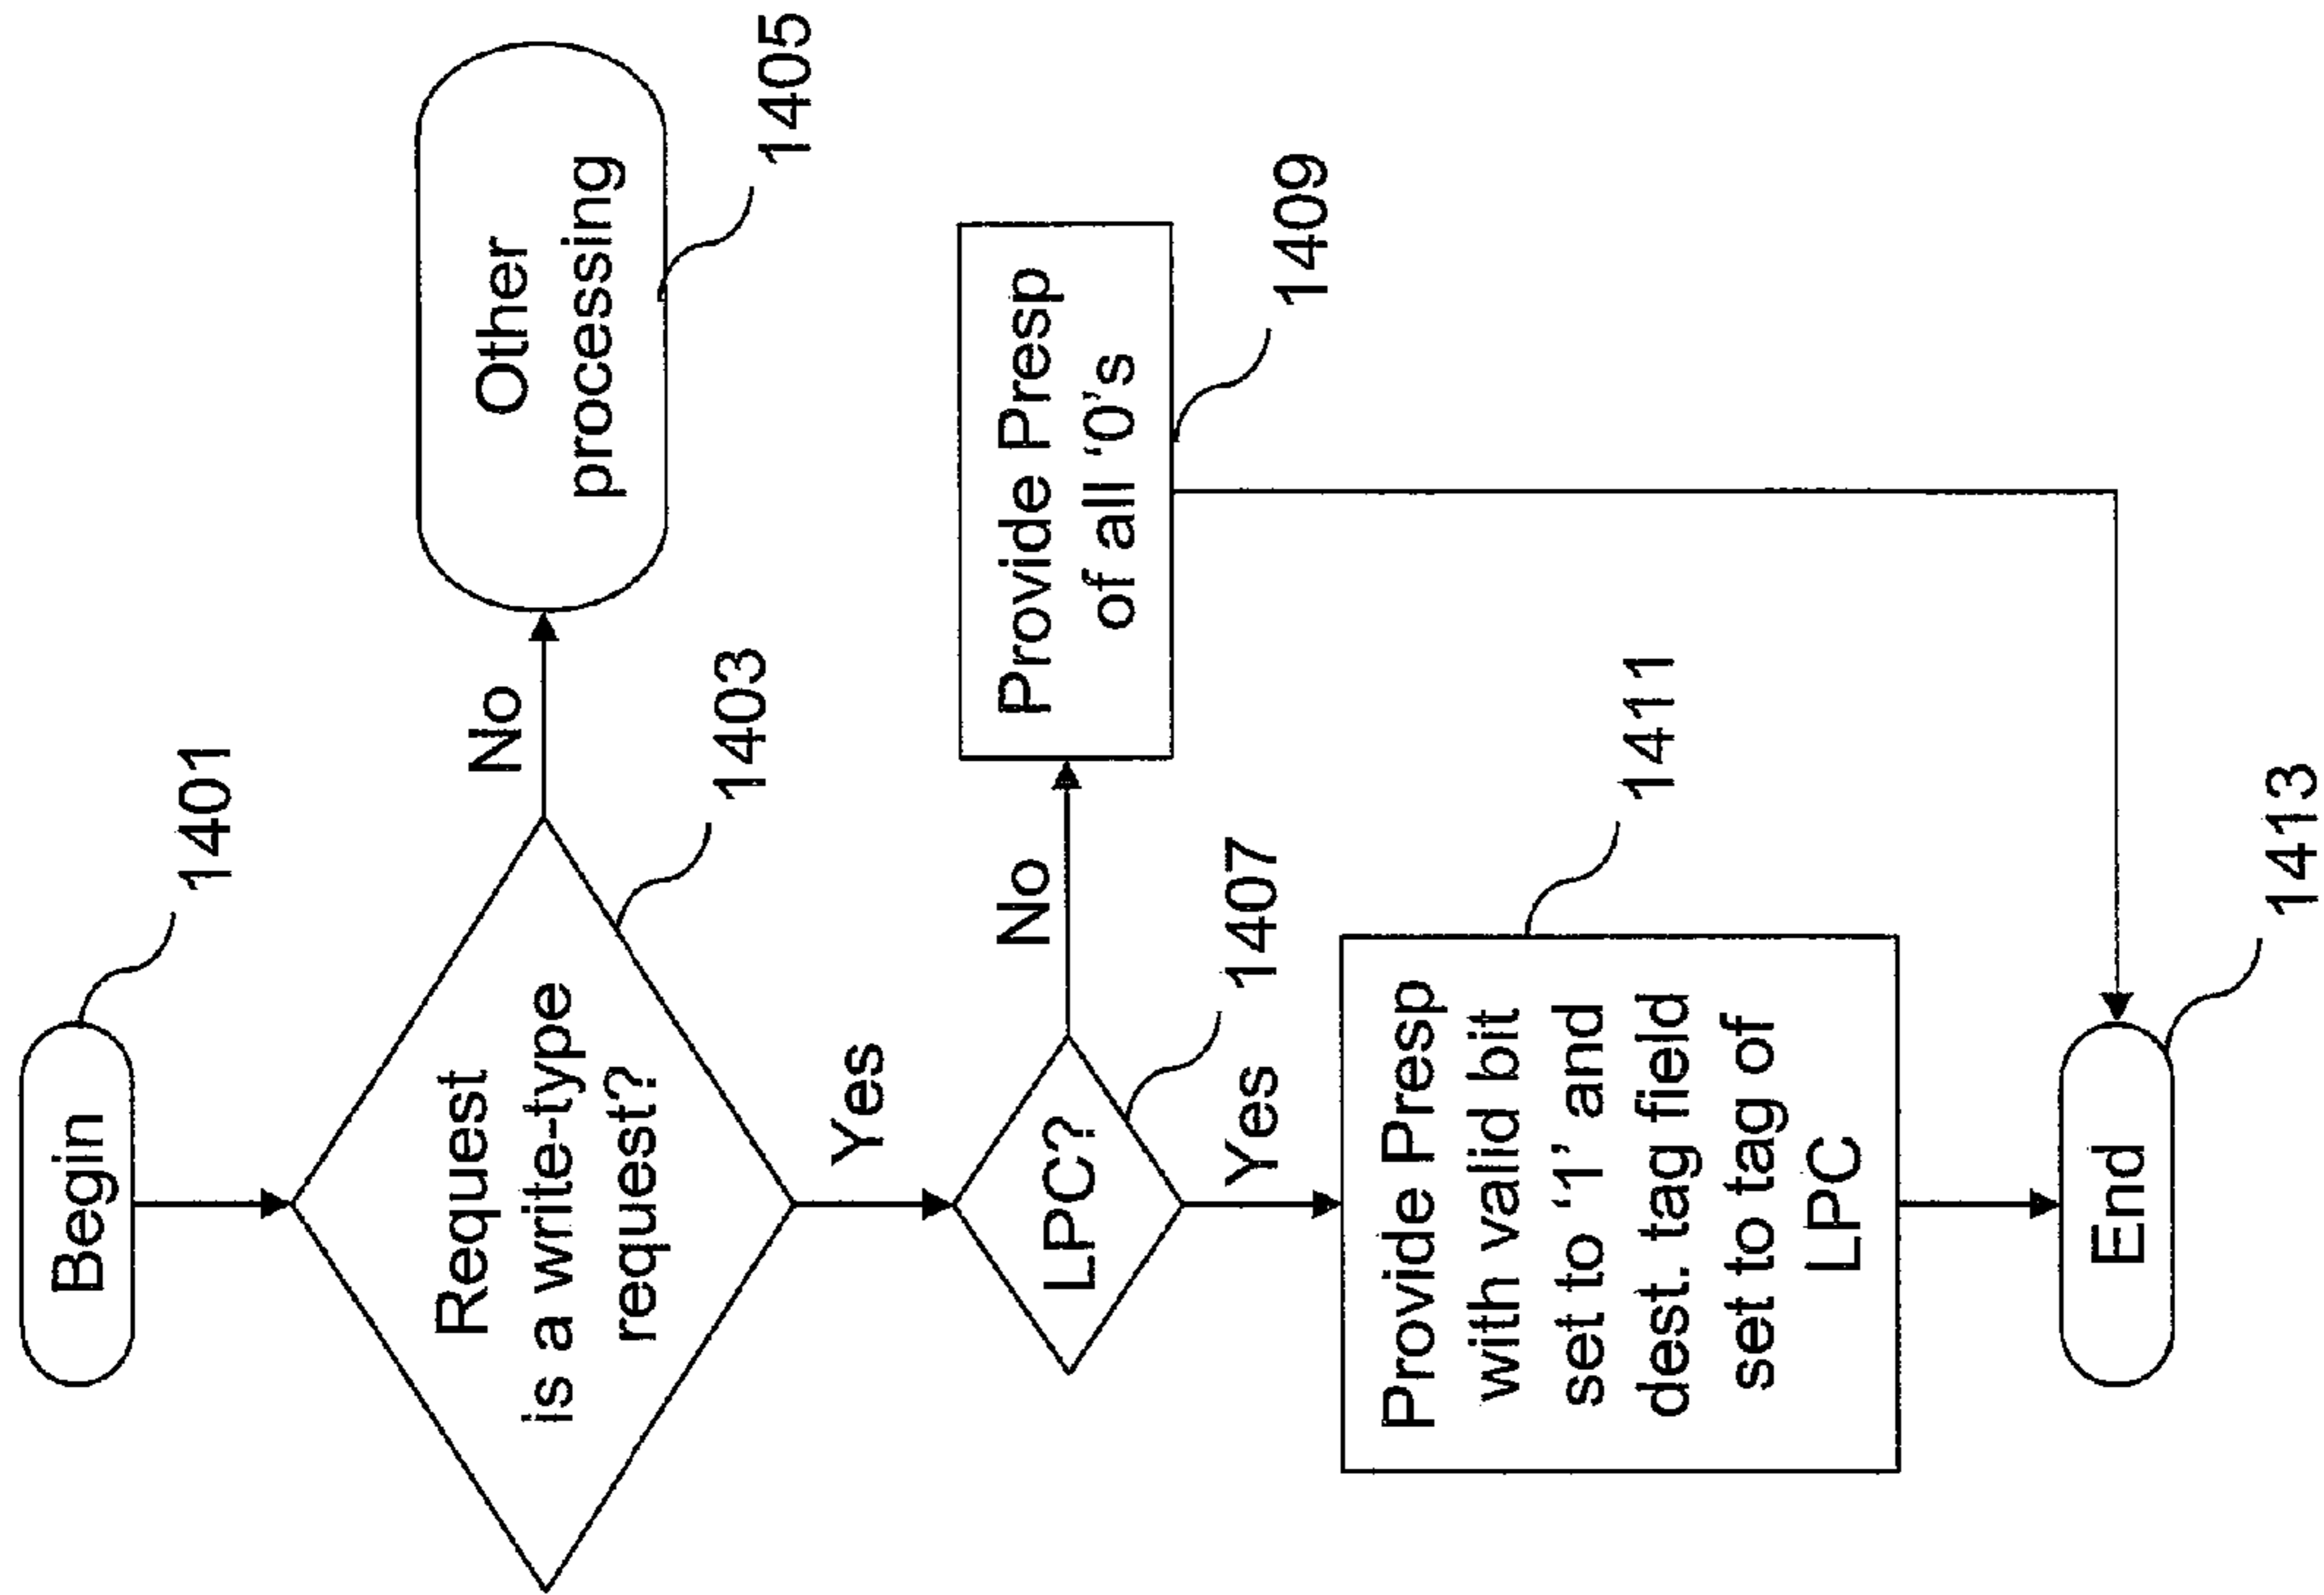 Begin
1401
Request
is a write-type
request?
1403
No
Other
processing
1405
Yes
LPC?
1407
No
Provide Presp
of all ‘0’s
1409
Yes
Provide Presp
with valid bit
set to ‘1’ and
dest. tag field
set to tag of
LPC
1411
End
1413